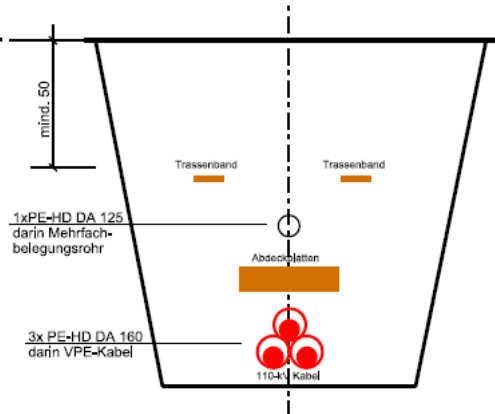 mind. 50
Trassenband
Trassenband
1xPE-HD DA 125
darin Mehrfach-
belegungsrohr
Abdeckplatten
3x PE-HD DA 160
darin VPE-Kabel
110-kV Kabel